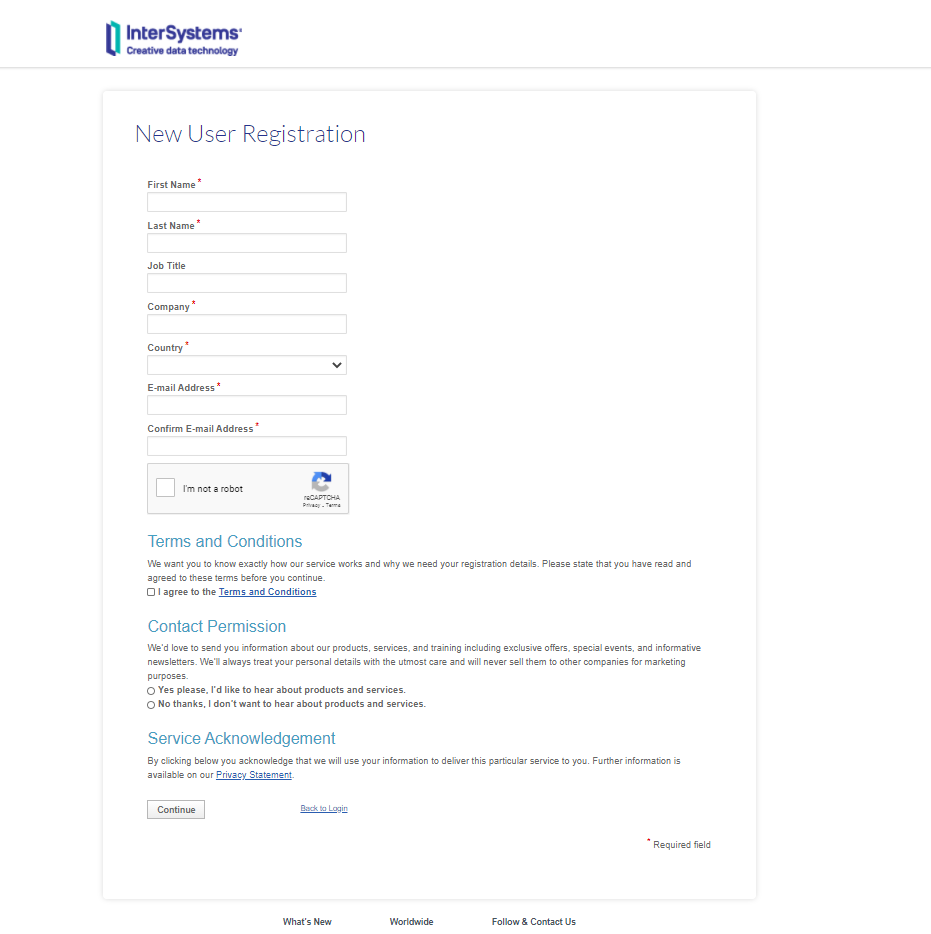 InterSystems®
Creative data technology
New User Registration
First Name *
Last Name *
Job Title
Company *
Country *
E-mail Address *
Confirm E-mail Address *
I'm not a robot
reCAPTCHA
Privacy - Terms
Terms and Conditions
We want you to know exactly how our service works and why we need your registration details. Please state that you have read and
agreed to these terms before you continue.
I agree to the Terms and Conditions
Contact Permission
We'd love to send you information about our products, services, and training including exclusive offers, special events, and informative
newsletters. We'll always treat your personal details with the utmost care and will never sell them to other companies for marketing
purposes.
Yes please, I'd like to hear about products and services.
No thanks, I don't want to hear about products and services.
Service Acknowledgement
By clicking below you acknowledge that we will use your information to deliver this particular service to you. Further information is
available on our Privacy Statement.
Continue Back to Login
* Required field
What's New Worldwide Follow & Contact Us